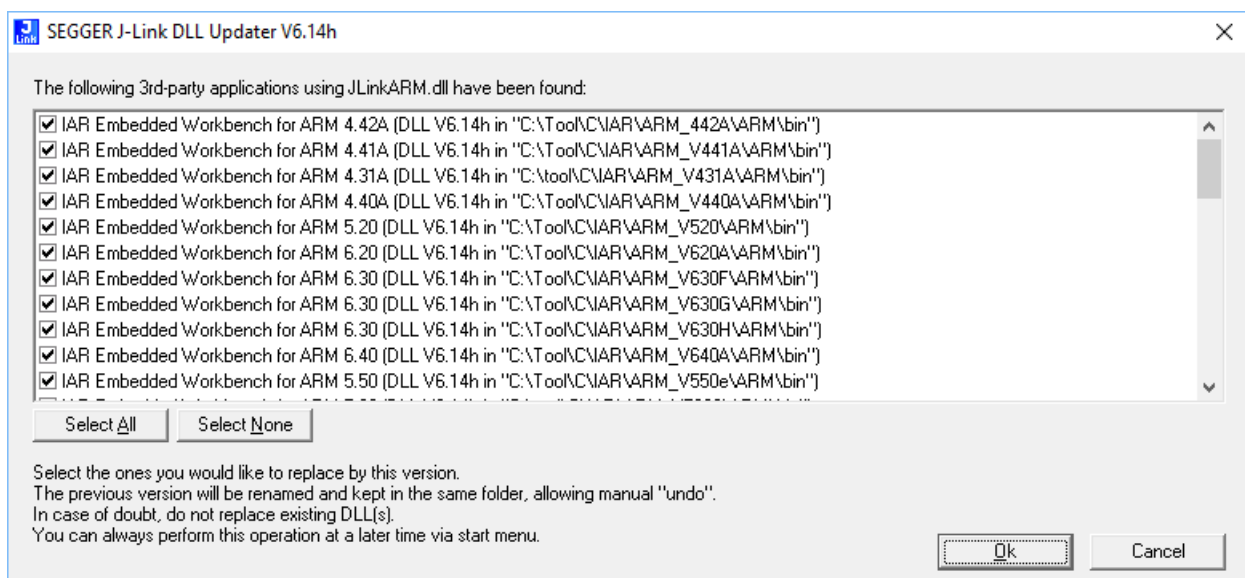 J
Link
SEGGER J-Link DLL Updater V6.14h
The following 3rd-party applications using JLinkARM.dll have been found:
IAR Embedded Workbench for ARM 4.42A (DLL V6.14h in "C:\Tool\C\IAR\ARM_442A\ARM\bin")
IAR Embedded Workbench for ARM 4.41A (DLL V6.14h in "C:\Tool\C\IAR\ARM_V441A\ARM\bin")
IAR Embedded Workbench for ARM 4.31A (DLL V6.14h in "C:\tool\C\IAR\ARM_V431A\ARM\bin")
IAR Embedded Workbench for ARM 4.40A (DLL V6.14h in "C:\Tool\C\IAR\ARM_V440A\ARM\bin")
IAR Embedded Workbench for ARM 5.20 (DLL V6.14h in "C:\Tool\C\IAR\ARM_V520\ARM\bin")
IAR Embedded Workbench for ARM 6.20 (DLL V6.14h in "C:\Tool\C\IAR\ARM_V620A\ARM\bin")
IAR Embedded Workbench for ARM 6.30 (DLL V6.14h in "C:\Tool\C\IAR\ARM_V630F\ARM\bin")
IAR Embedded Workbench for ARM 6.30 (DLL V6.14h in "C:\Tool\C\IAR\ARM_V630G\ARM\bin")
IAR Embedded Workbench for ARM 6.30 (DLL V6.14h in "C:\Tool\C\IAR\ARM_V630H\ARM\bin")
IAR Embedded Workbench for ARM 6.40 (DLL V6.14h in "C:\Tool\C\IAR\ARM_V640A\ARM\bin")
IAR Embedded Workbench for ARM 5.50 (DLL V6.14h in "C:\Tool\C\IAR\ARM_V550e\ARM\bin")
Select All Select None
Select the ones you would like to replace by this version.
The previous version will be renamed and kept in the same folder, allowing manual "undo".
In case of doubt, do not replace existing DLL(s).
You can always perform this operation at a later time via start menu.
Ok Cancel